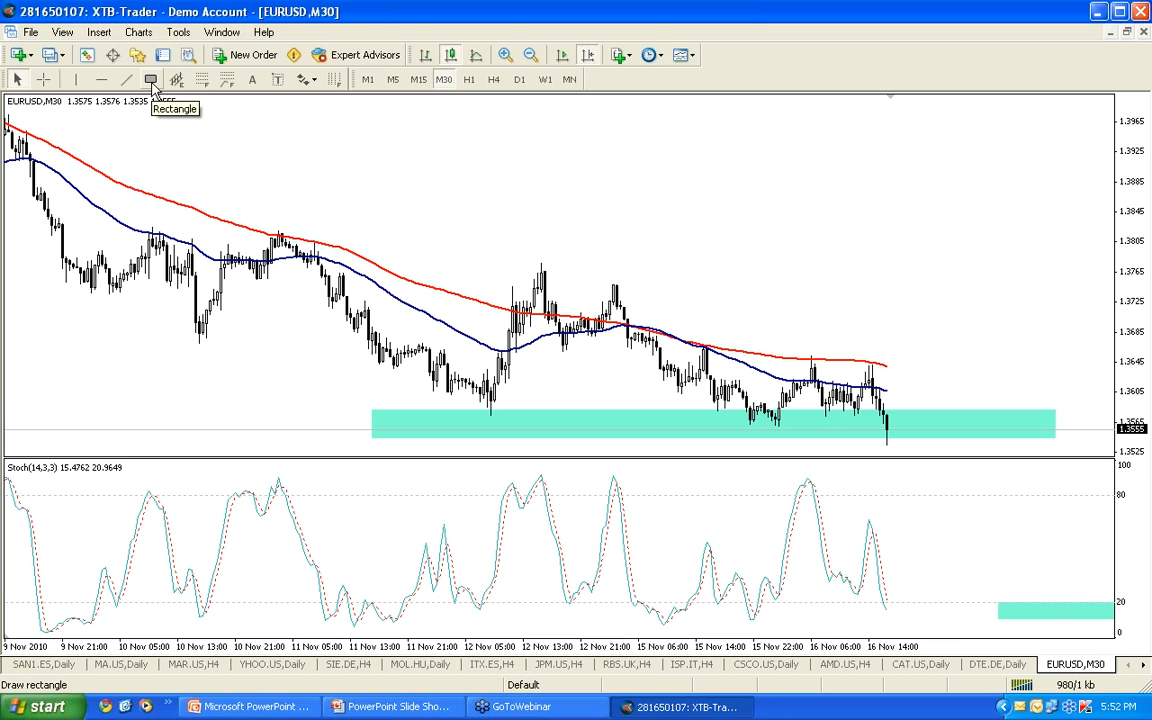 281650107: XTB-Trader - Demo Account - [EURUSD,M30]
File View Insert Charts Tools Window Help
New Order Expert Advisors
A T M1 M5 M15 M30 H1 H4 D1 W1 MN
EURUSD,M30 1.3575 1.3576 1.3535 1.3555
Rectangle
1.3965
1.3925
1.3885
1.3845
1.3805
1.3765
1.3725
1.3685
1.3645
1.3605
1.3565
1.3555
1.3525
Stoch(14,3,3) 15.4762 20.9649
100
80
20
0
9 Nov 2010 9 Nov 21:00 10 Nov 05:00 10 Nov 13:00 10 Nov 21:00 11 Nov 05:00 11 Nov 13:00 11 Nov 21:00 12 Nov 05:00 12 Nov 13:00 12 Nov 21:00 15 Nov 06:00 15 Nov 14:00 15 Nov 22:00 16 Nov 06:00 16 Nov 14:00
SAN1.ES,Daily MA.US,Daily MAR.US,H4 YHOO.US,Daily SIE.DE,H4 MOL.HU,Daily ITX.ES,H4 JPM.US,H4 RBS.UK,H4 ISP.IT,H4 CSCO.US,Daily AMD.US,H4 CAT.US,Daily DTE.DE,Daily EURUSD,M30
Draw rectangle Default 980/1 kb
start Microsoft PowerPoint ... PowerPoint Slide Sho... GoToWebinar 281650107: XTB-Tra... 5:52 PM